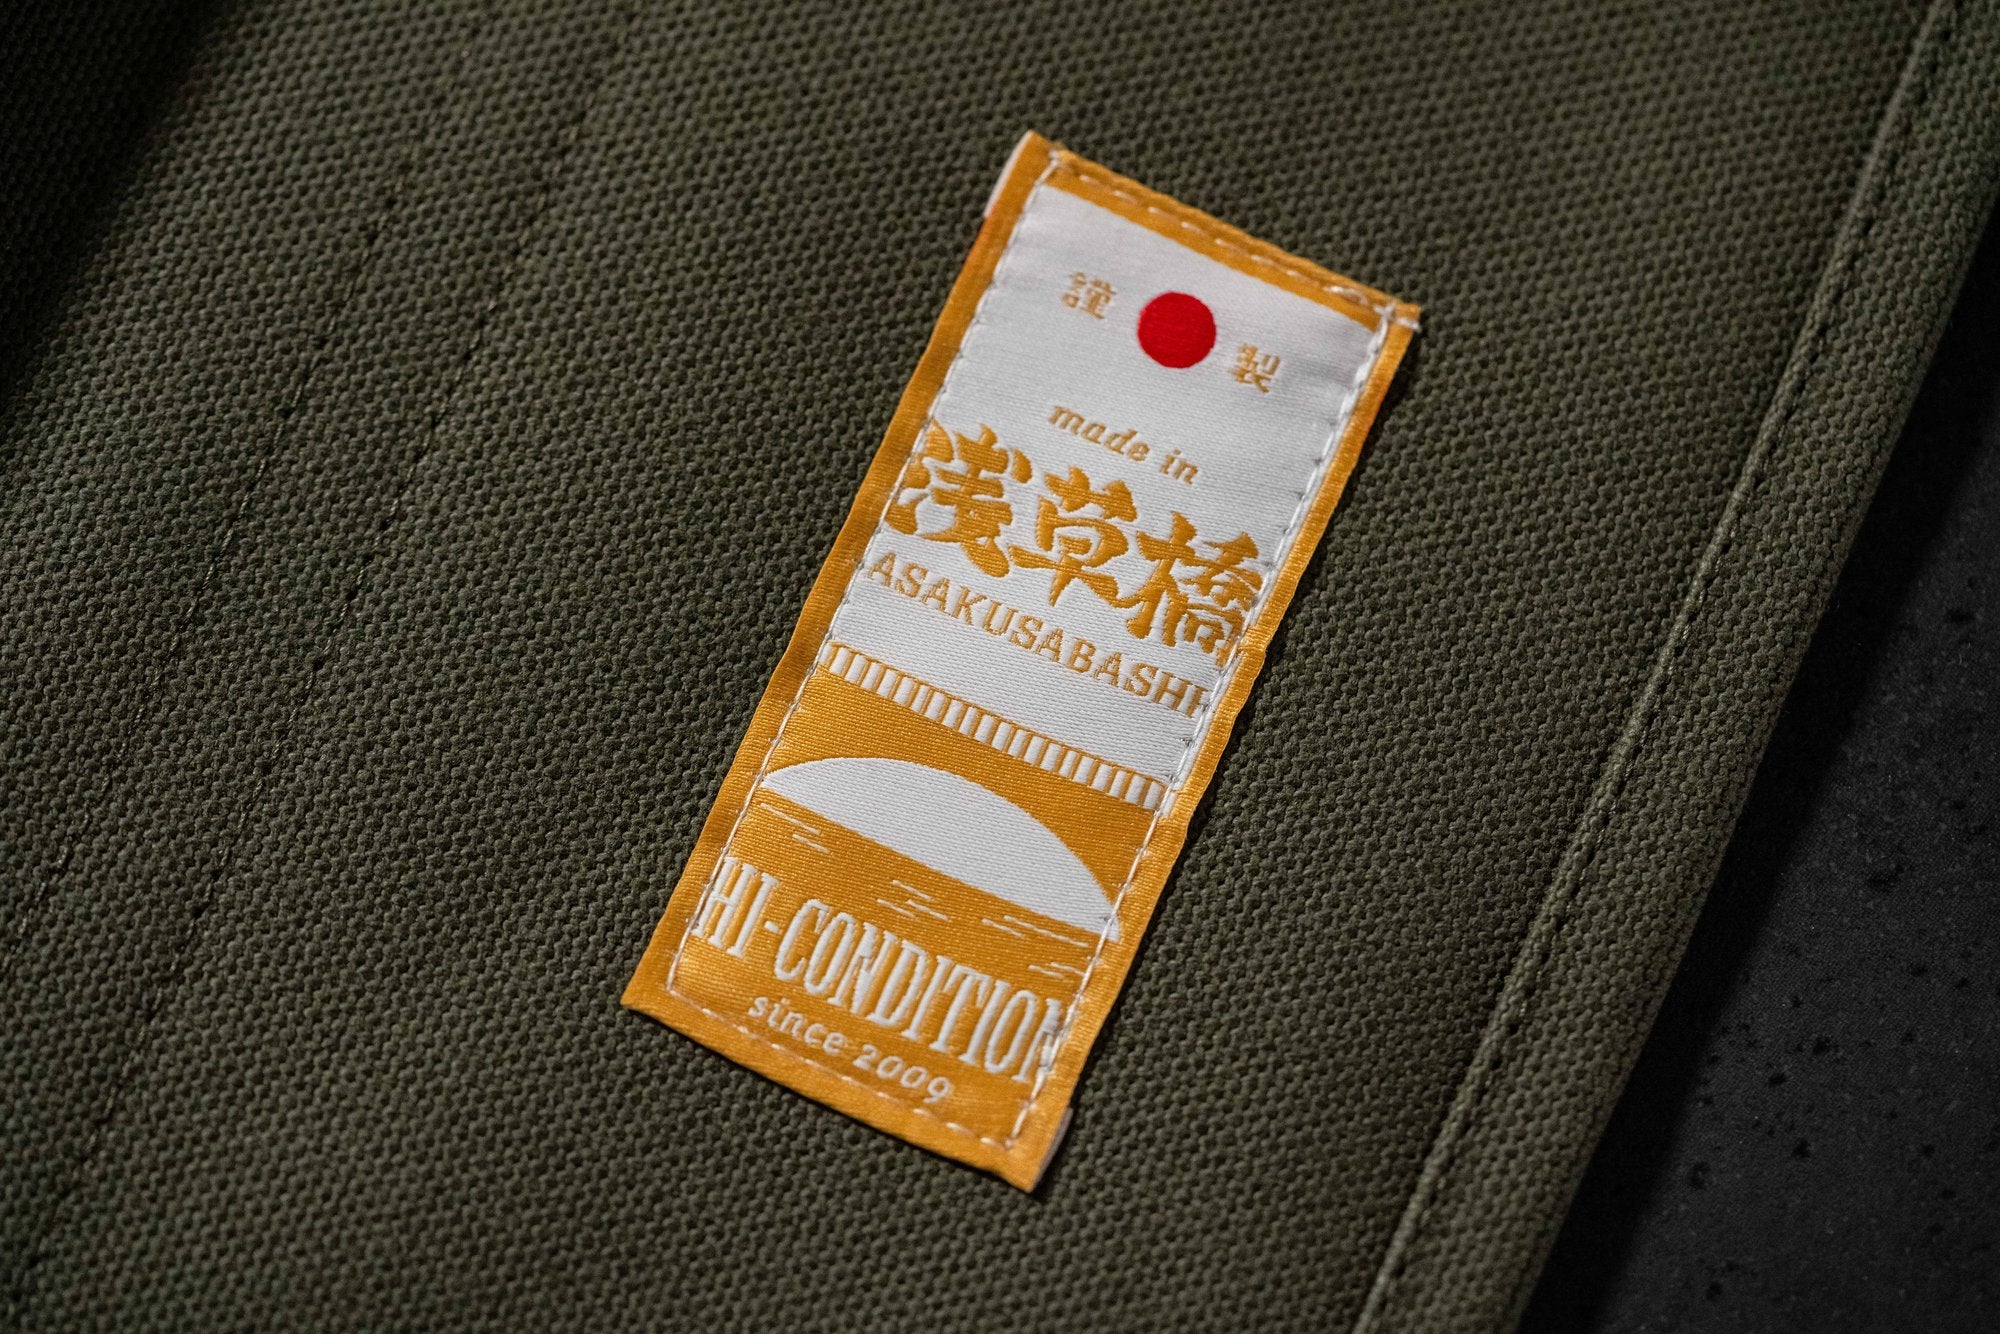 謹 製
made in
浅草橋
ASAKUSABASHI
HI-CONDITION
since 2009